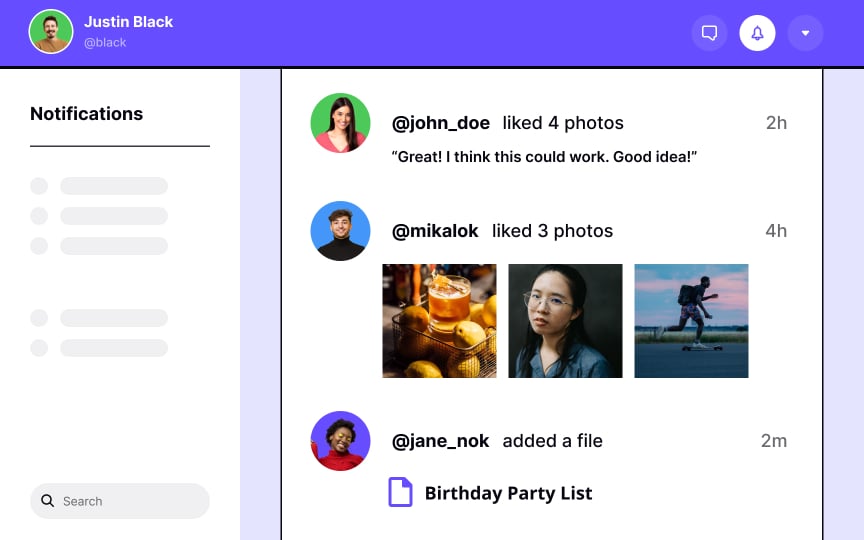 Justin Black
@black
Notifications
Search
@john_doe liked 4 photos 2h
“Great! I think this could work. Good idea!”
@mikalok liked 3 photos 4h
@jane_nok added a file 2m
Birthday Party List